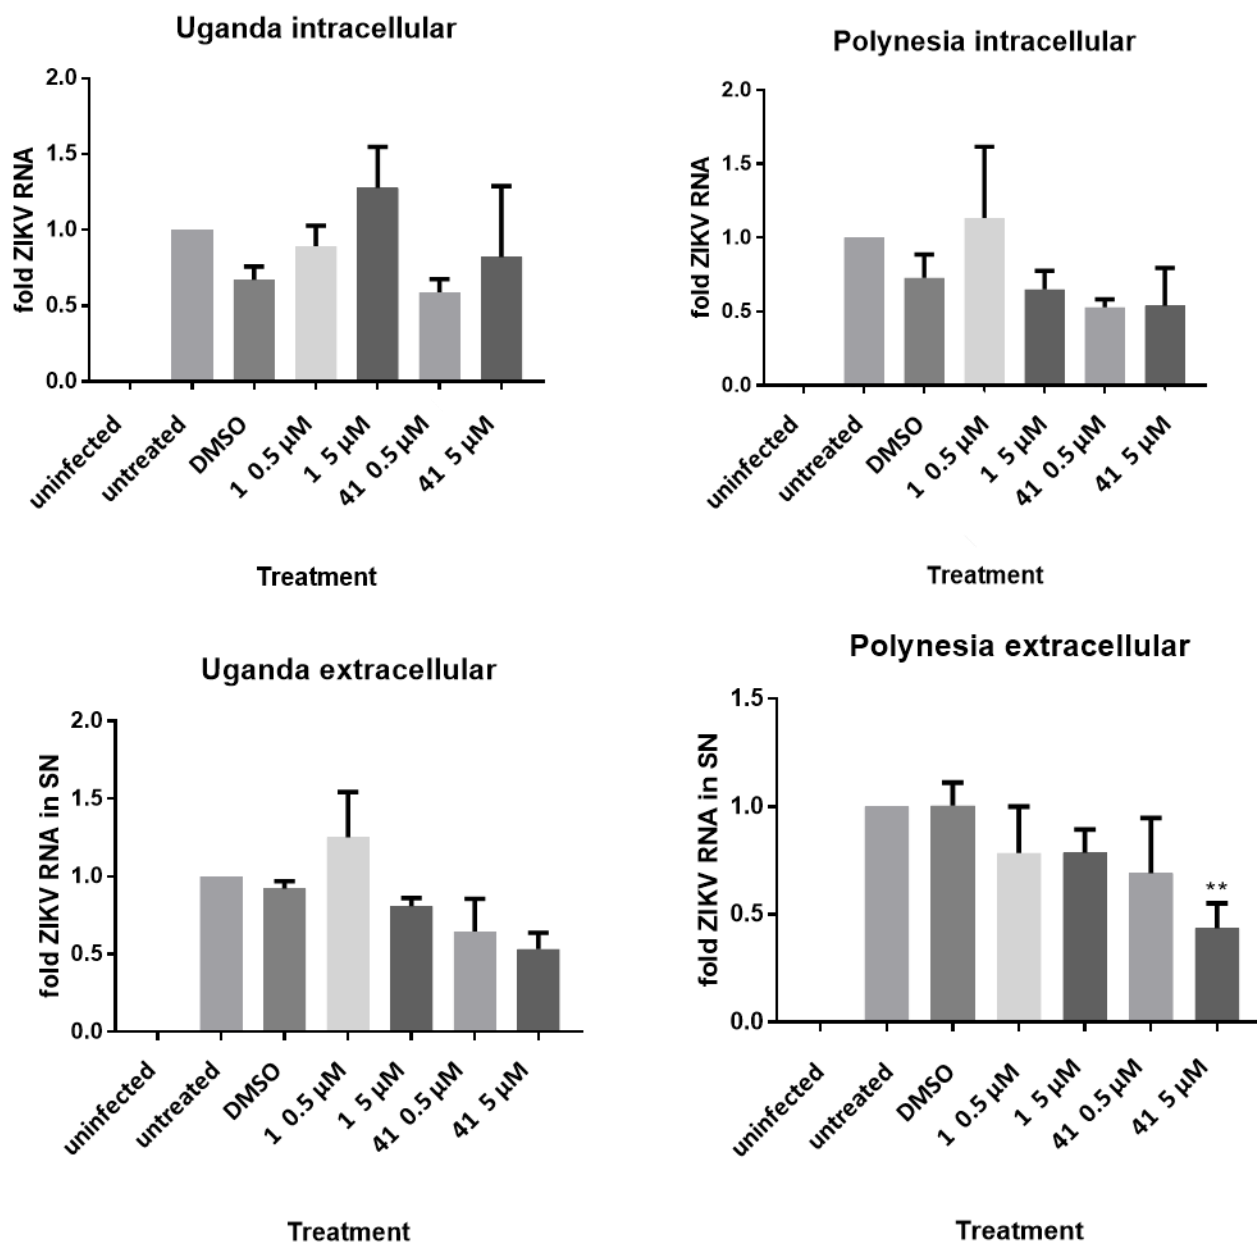 Uganda intracellular
fold ZIKV RNA
2.0
1.5
1.0
0.5
0.0
uninfected
untreated
DMSO
1 0.5 µM
1 5 µM
41 0.5 µM
41 5 µM
Treatment
Polynesia intracellular
fold ZIKV RNA
2.0
1.5
1.0
0.5
0.0
uninfected
untreated
DMSO
1 0.5 µM
1 5 µM
41 0.5 µM
41 5 µM
Treatment
Uganda extracellular
fold ZIKV RNA in SN
2.0
1.5
1.0
0.5
0.0
uninfected
untreated
DMSO
1 0.5 µM
1 5 µM
41 0.5 µM
41 5 µM
Treatment
Polynesia extracellular
fold ZIKV RNA in SN
1.5
1.0
0.5
0.0
**
uninfected
untreated
DMSO
1 0.5 µM
1 5 µM
41 0.5 µM
41 5 µM
Treatment